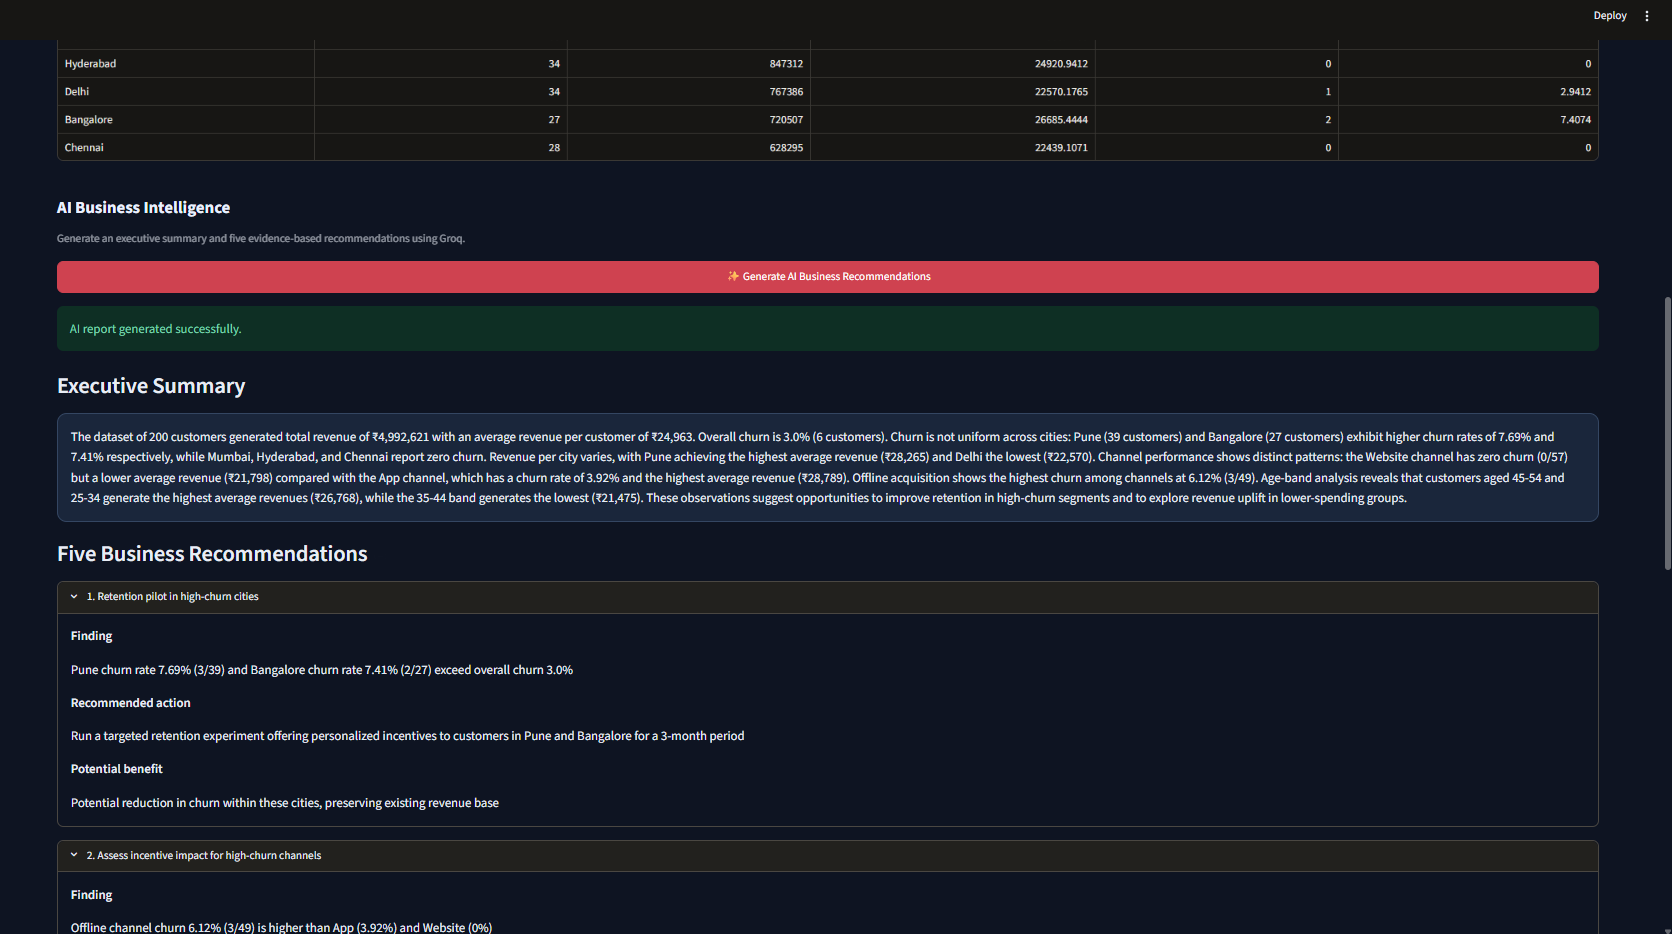 Deploy
Hyderabad 34 847312 24920.9412 0 0
Delhi 34 767386 22570.1765 1 2.9412
Bangalore 27 720507 26685.4444 2 7.4074
Chennai 28 628295 22439.1071 0 0
AI Business Intelligence
Generate an executive summary and five evidence-based recommendations using Groq.
✨ Generate AI Business Recommendations
AI report generated successfully.
Executive Summary
The dataset of 200 customers generated total revenue of ₹4,992,621 with an average revenue per customer of ₹24,963. Overall churn is 3.0% (6 customers). Churn is not uniform across cities: Pune (39 customers) and Bangalore (27 customers) exhibit higher churn rates of 7.69% and
7.41% respectively, while Mumbai, Hyderabad, and Chennai report zero churn. Revenue per city varies, with Pune achieving the highest average revenue (₹28,265) and Delhi the lowest (₹22,570). Channel performance shows distinct patterns: the Website channel has zero churn (0/57)
but a lower average revenue (₹21,798) compared with the App channel, which has a churn rate of 3.92% and the highest average revenue (₹28,789). Offline acquisition shows the highest churn among channels at 6.12% (3/49). Age-band analysis reveals that customers aged 45-54 and
25-34 generate the highest average revenues (₹26,768), while the 35-44 band generates the lowest (₹21,475). These observations suggest opportunities to improve retention in high-churn segments and to explore revenue uplift in lower-spending groups.
Five Business Recommendations
1. Retention pilot in high-churn cities
Finding
Pune churn rate 7.69% (3/39) and Bangalore churn rate 7.41% (2/27) exceed overall churn 3.0%
Recommended action
Run a targeted retention experiment offering personalized incentives to customers in Pune and Bangalore for a 3-month period
Potential benefit
Potential reduction in churn within these cities, preserving existing revenue base
2. Assess incentive impact for high-churn channels
Finding
Offline channel churn 6.12% (3/49) is higher than App (3.92%) and Website (0%)